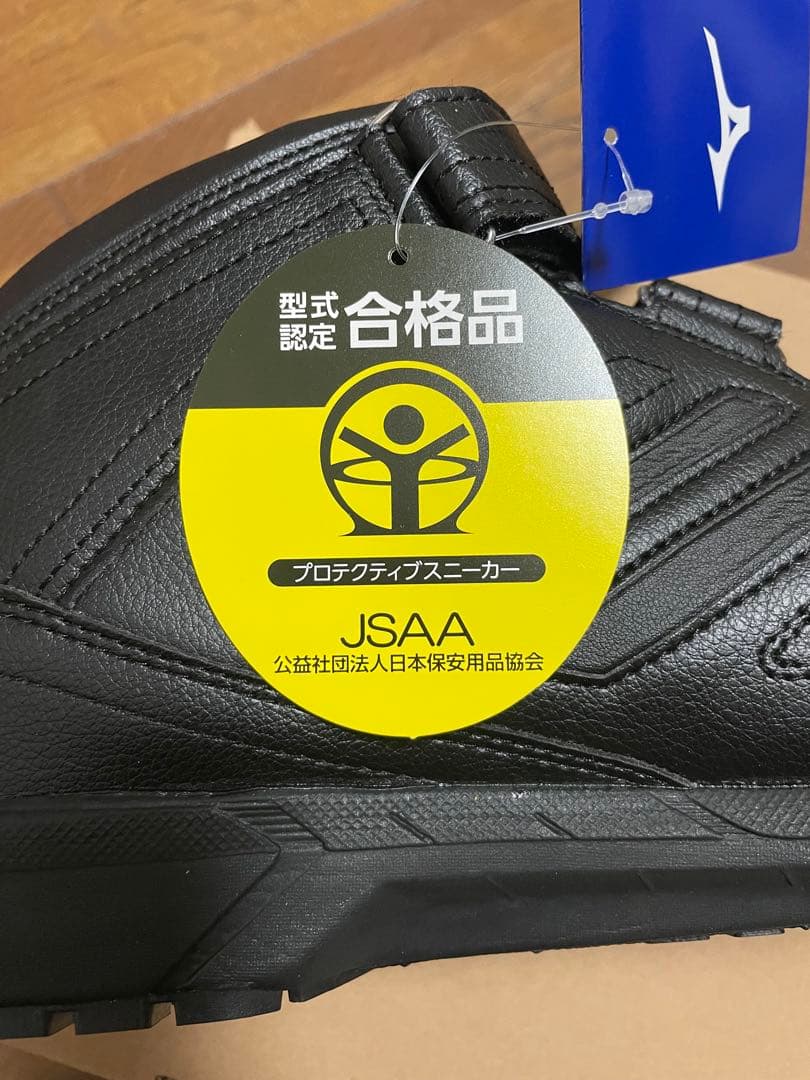 型式
認定 合格品
プロテクティブスニーカー
JSAA
公益社団法人日本保安用品協会